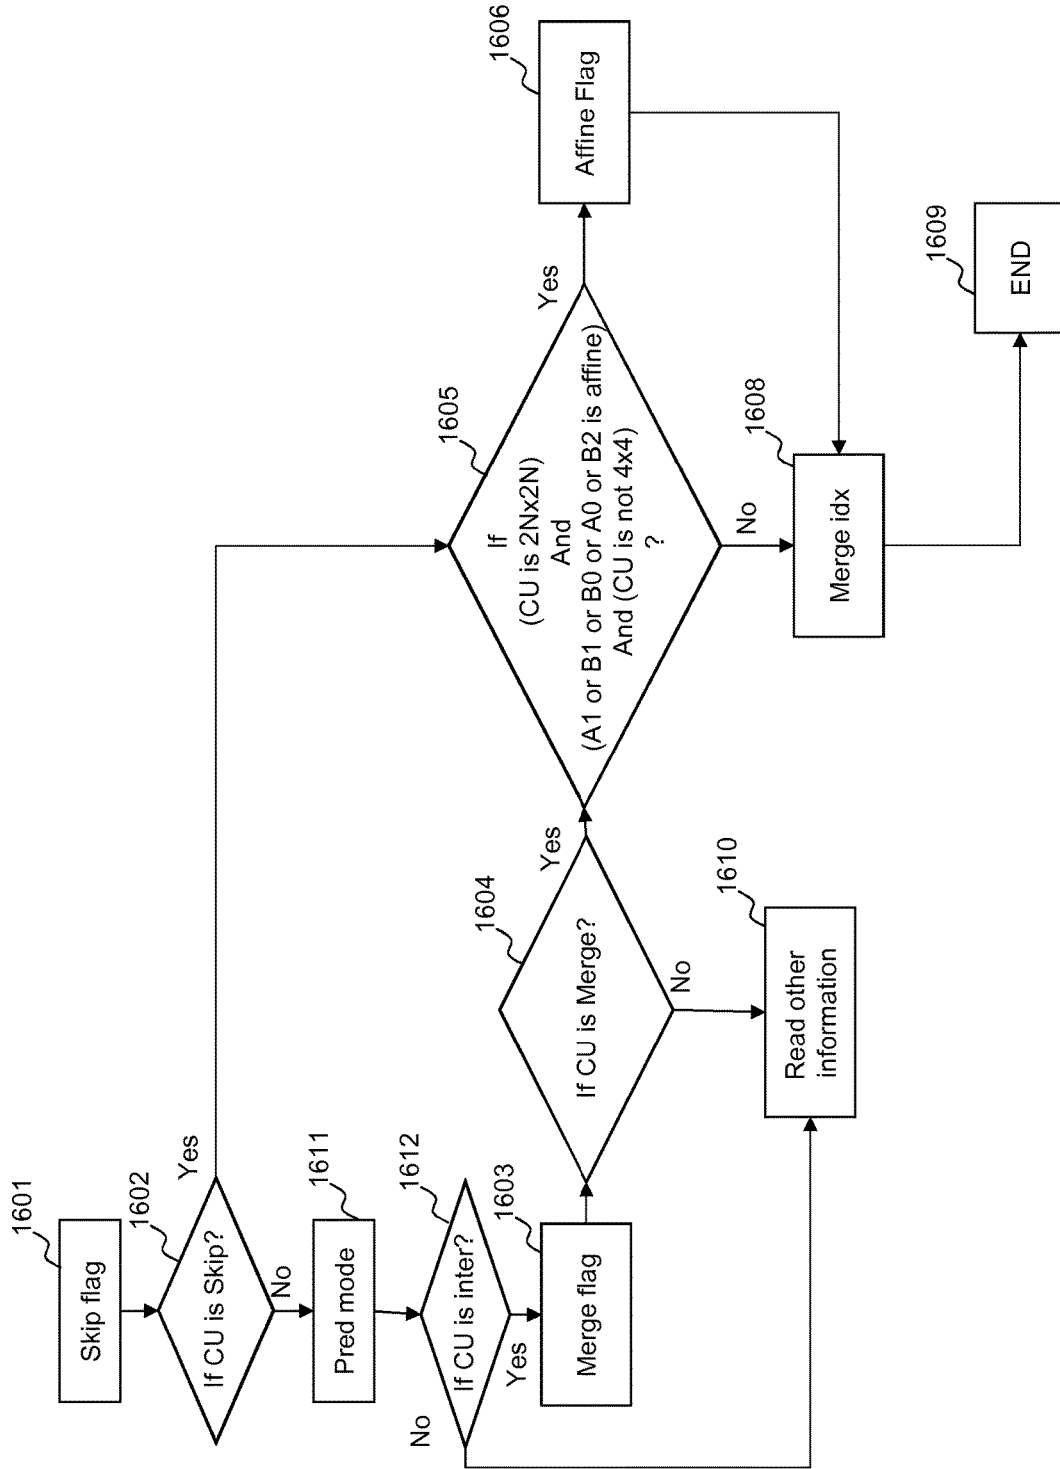 1601
Skip flag
1602
If CU is Skip?
Yes
No
1611
Pred mode
1612
If CU is inter?
No
Yes
1603
Merge flag
1604
If CU is Merge?
Yes
No
1610
Read other
information
1605
If
(CU is 2Nx2N)
And
(A1 or B1 or B0 or A0 or B2 is affine)
And (CU is not 4x4)
?
Yes
No
1606
Affine Flag
1608
Merge idx
1609
END